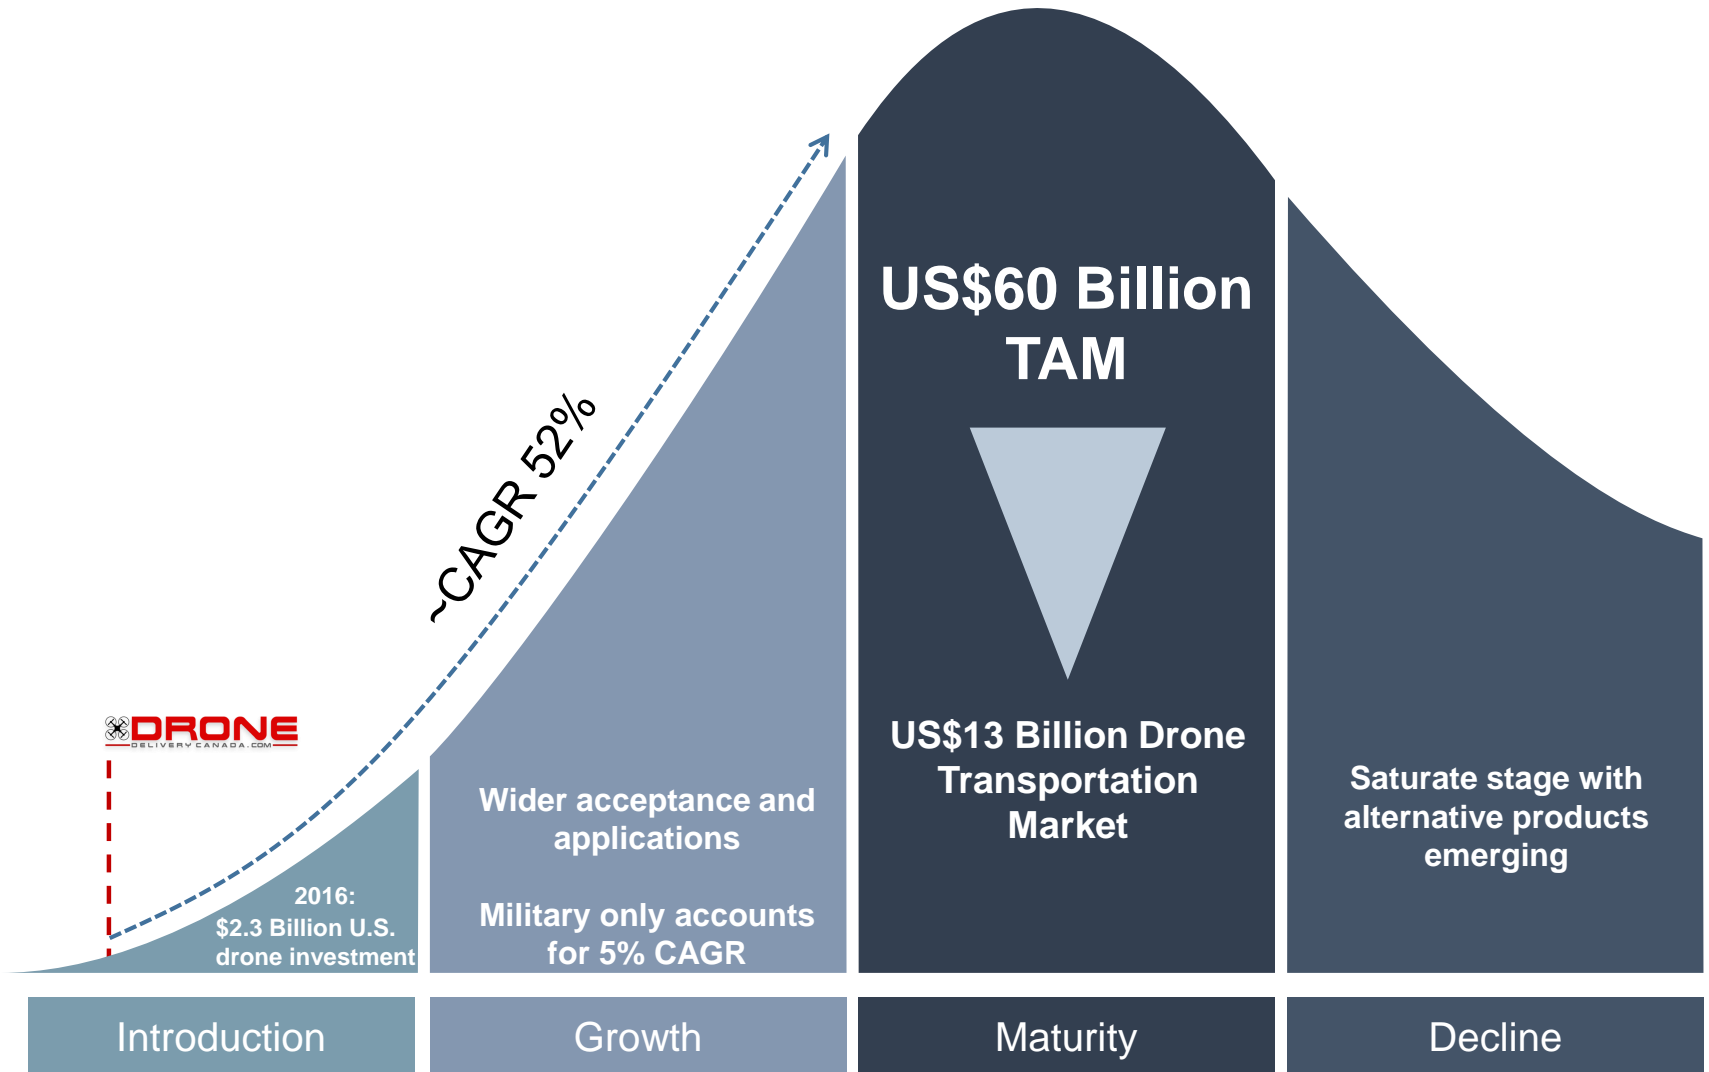 US$60 Billion
TAM
~CAGR 52%
DRONE
DELIVERY CANADA.COM
US$13 Billion Drone
Transportation
Market
Wider acceptance and
applications
Military only accounts
for 5% CAGR
Saturate stage with
alternative products
emerging
2016:
$2.3 Billion U.S.
drone investment
Introduction
Growth
Maturity
Decline